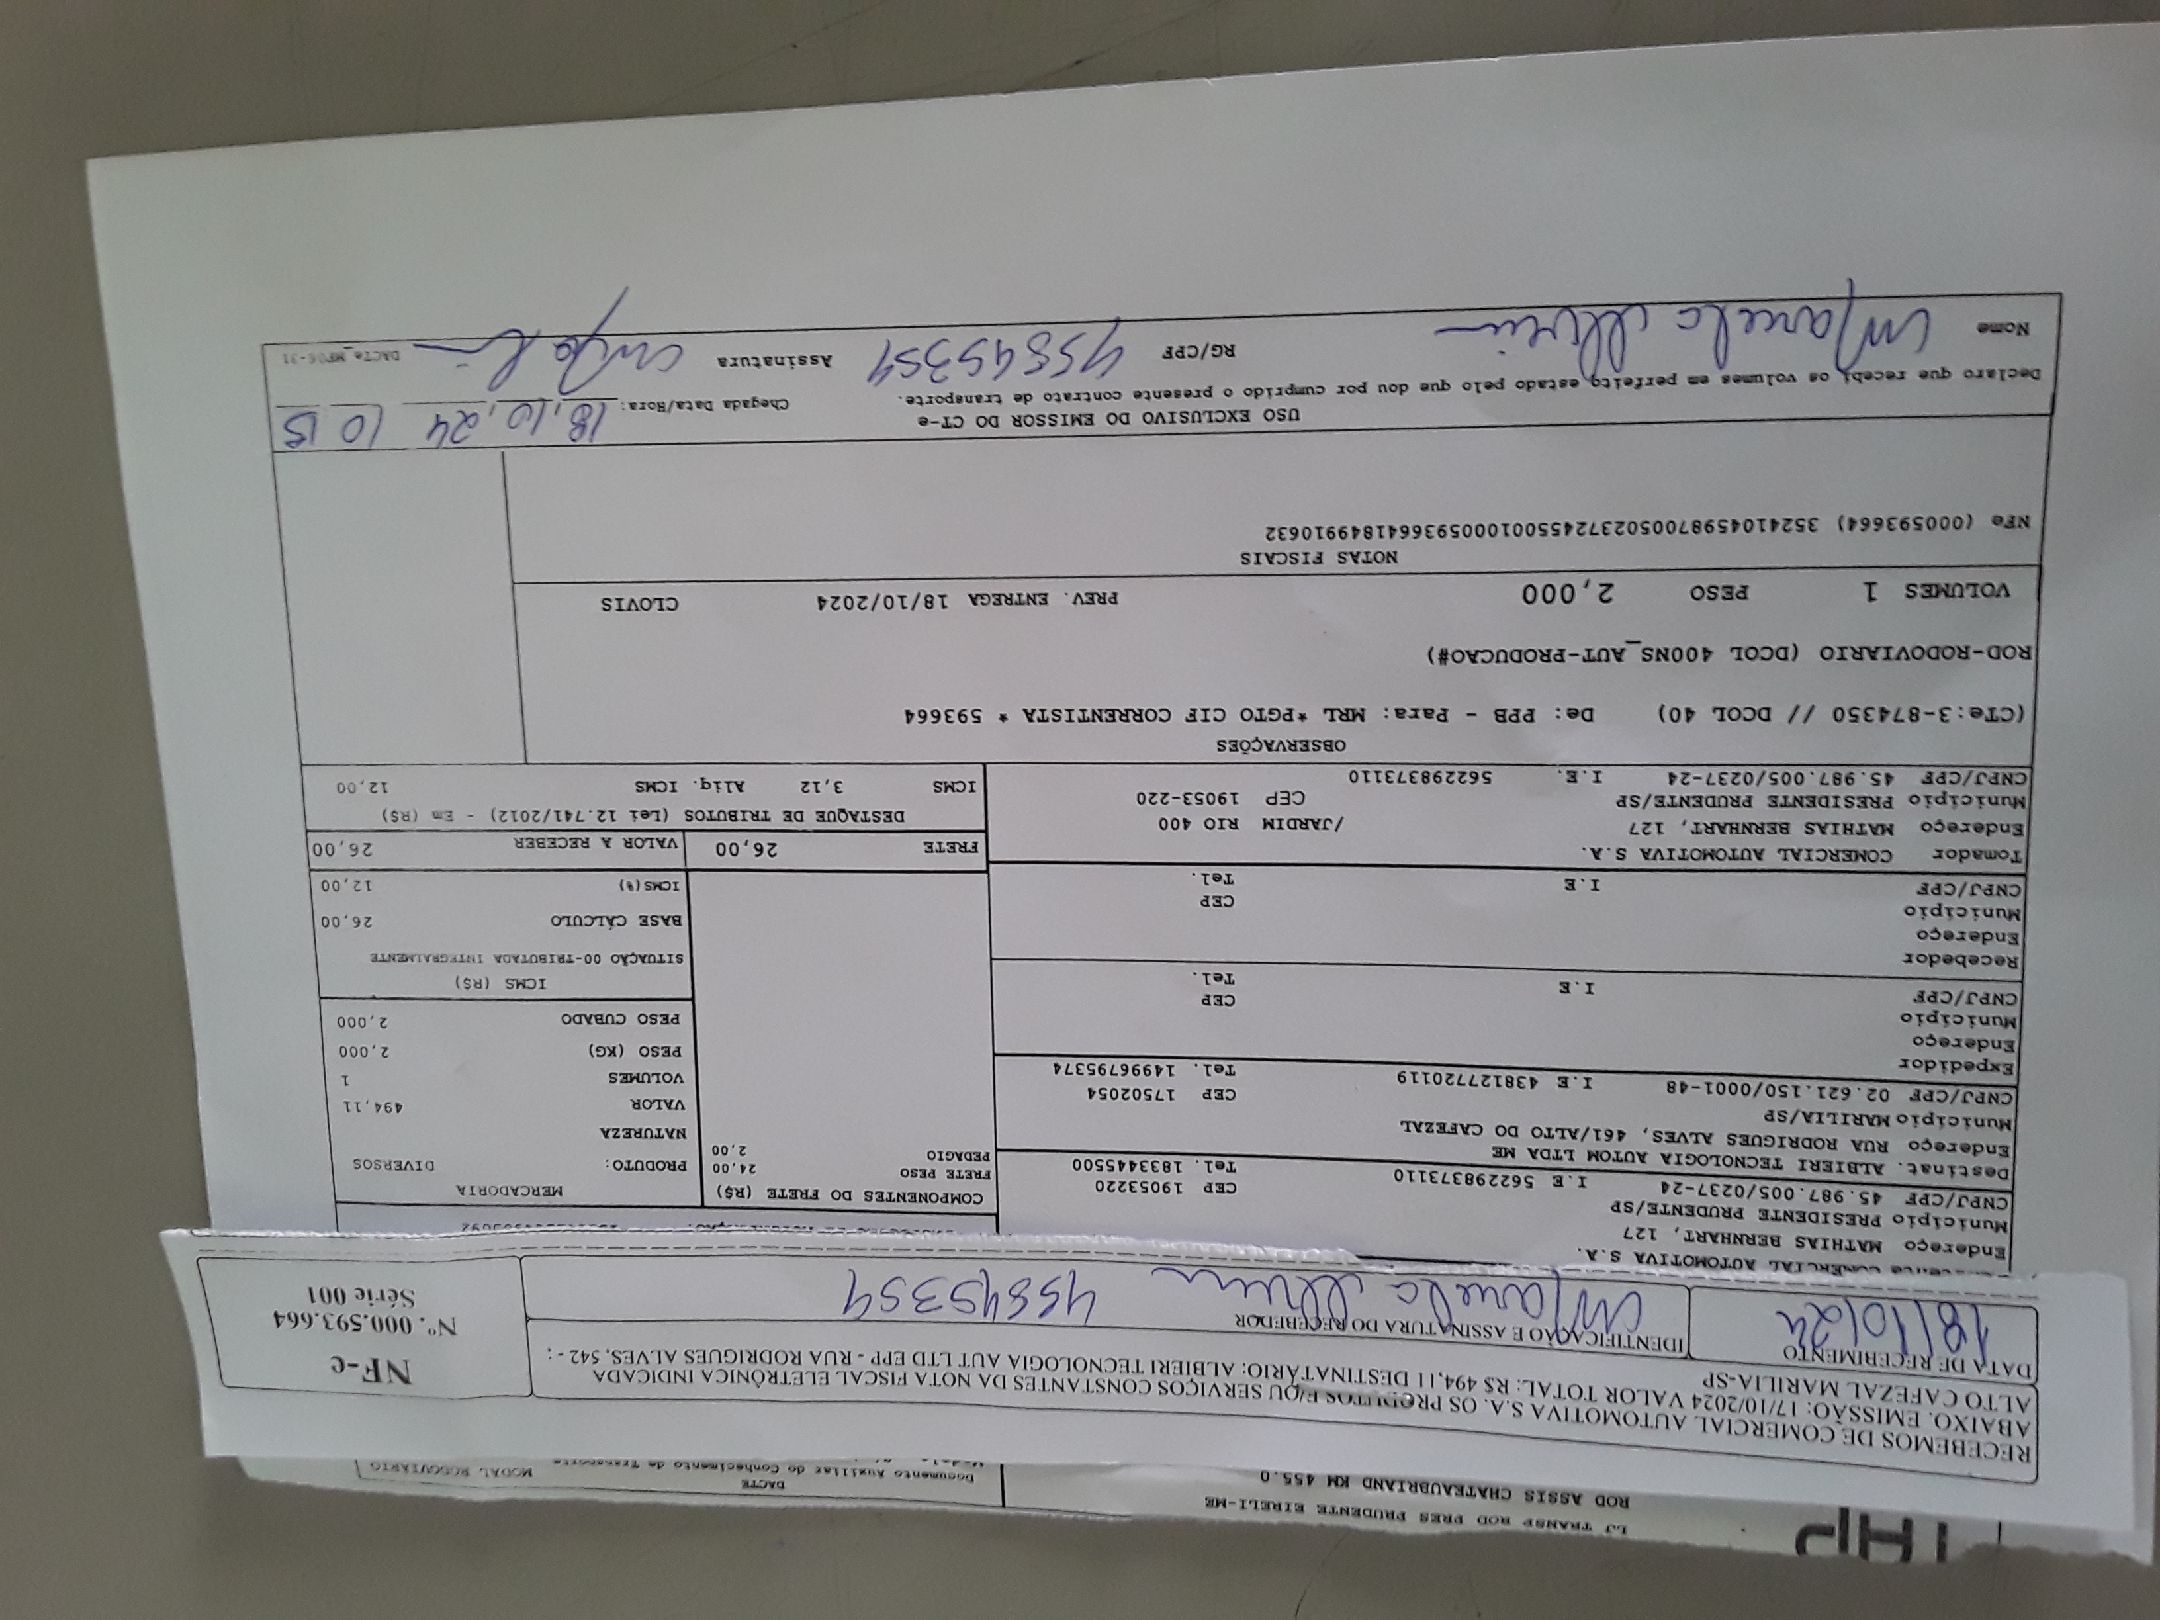 LJ TRANSP ROD PRES PRUDENTE EIRELI-ME
ROD ASSIS CHATEAUBRIAND KM 455.0
DACTE
Documento Auxiliar do Conhecimento de Transporte
MODAL RODOVIARIO
RECEBEMOS DE COMERCIAL AUTOMOTIVA S.A. OS PRODUTOS E/OU SERVIÇOS CONSTANTES DA NOTA FISCAL ELETRÔNICA INDICADA
ABAIXO. EMISSÃO: 17/10/2024 VALOR TOTAL: R$ 494,11 DESTINATÁRIO: ALBIERI TECNOLOGIA AUT LTD EPP - RUA RODRIGUES ALVES, 542 - ;
ALTO CAFEZAL MARILIA-SP
DATA DE RECEBIMENTO
18/10/24
IDENTIFICAÇÃO E ASSINATURA DO RECEBEDOR
45845359
NF-e
Nº. 000.593.664
Série 001
COMERCIAL AUTOMOTIVA S.A.
Endereço MATHIAS BERNHART, 127
Município PRESIDENTE PRUDENTE/SP CEP 19053220
CNPJ/CPF 45.987.005/0237-24 I.E 562298373110 Tel. 1833445500
Destinat. ALBIERI TECNOLOGIA AUTOM LTDA ME
Endereço RUA RODRIGUES ALVES, 461/ALTO DO CAFEZAL
Município MARILIA/SP CEP 17502054
CNPJ/CPF 02.621.150/0001-48 I.E 438127720119 Tel. 14996795374
Expedidor
Endereço
Município CEP
CNPJ/CPF I.E Tel.
Recebedor
Endereço
Município CEP
CNPJ/CPF I.E Tel.
Tomador COMERCIAL AUTOMOTIVA S.A.
Endereço MATHIAS BERNHART, 127 /JARDIM RIO 400
Município PRESIDENTE PRUDENTE/SP CEP 19053-220
CNPJ/CPF 45.987.005/0237-24 I.E. 562298373110
COMPONENTES DO FRETE (R$)
FRETE PESO 24,00
PEDAGIO 2,00
MERCADORIA
PRODUTO: DIVERSOS
NATUREZA
VALOR 494,11
VOLUMES 1
PESO (KG) 2,000
PESO CUBADO 2,000
ICMS (R$)
SITUAÇÃO 00-TRIBUTADA INTEGRALMENTE
BASE CÁLCULO 26,00
ICMS(%) 12,00
FRETE 26,00
VALOR A RECEBER 26,00
DESTAQUE DE TRIBUTOS (Lei 12.741/2012) - Em (R$)
ICMS 3,12 Aliq. ICMS 12,00
OBSERVAÇÕES
(CTe:3-874350 // DCOL 40) De: PPB - Para: MRL *PGTO CIF CORRENTISTA * 593664
ROD-RODOVIARIO (DCOL 400NS_AUT-PRODUCAO#)
VOLUMES 1 PESO 2,000 PREV. ENTREGA 18/10/2024 CLOVIS
NOTAS FISCAIS
NFe (000593664) 35241045987005023724550010005936641849910632
USO EXCLUSIVO DO EMISSOR DO CT-e
Declaro que recebi os volumes em perfeito estado pelo que dou por cumprido o presente contrato de transporte.
Chegada Data/Hora: 18,10,24 10 15
Nome
RG/CPF 45845359
Assinatura
DACTe_MP06-31